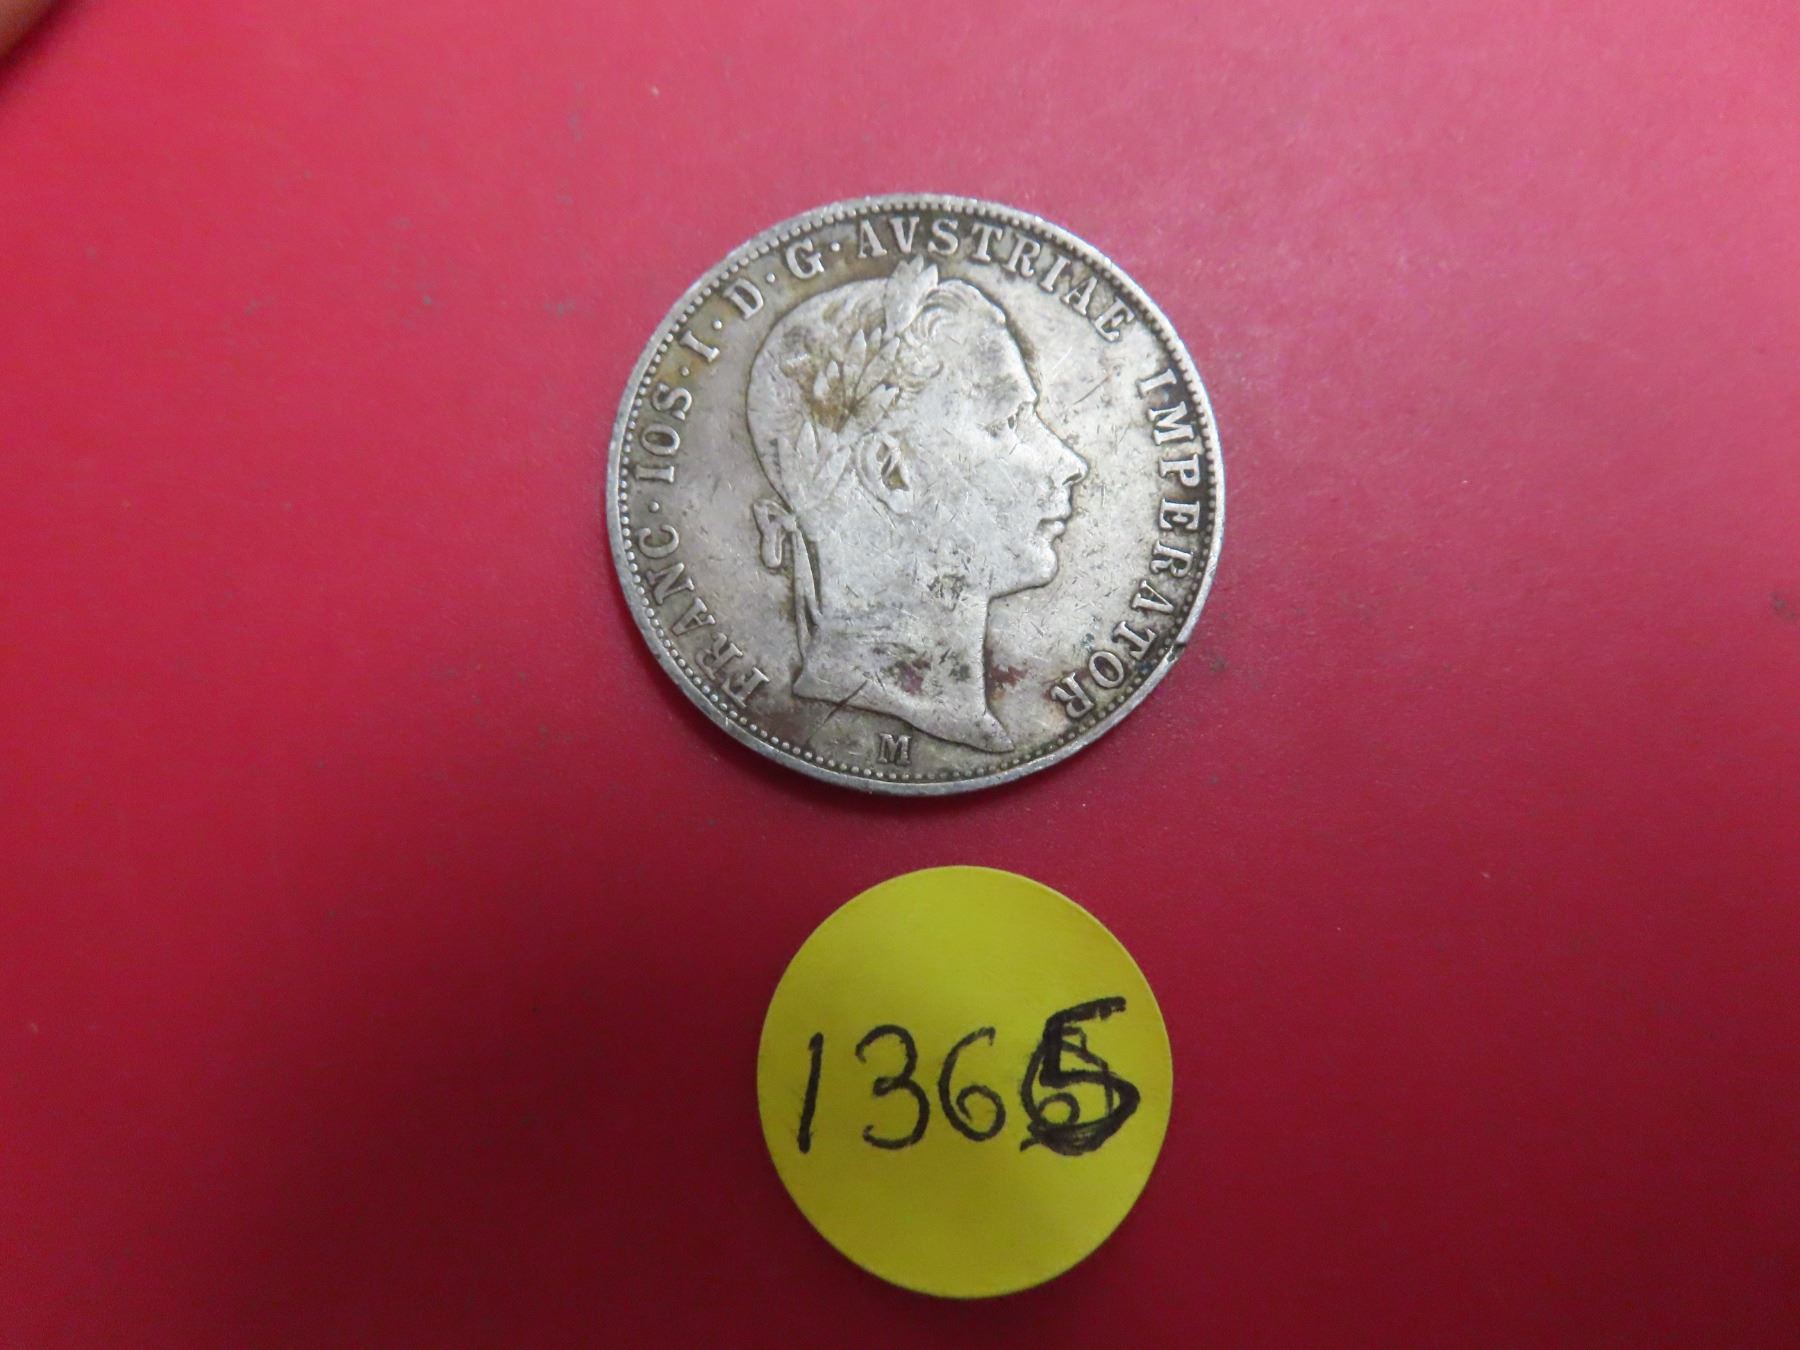 FRANC·IOS·I·D·G·AVSTRIAE IMPERATOR
M
1365